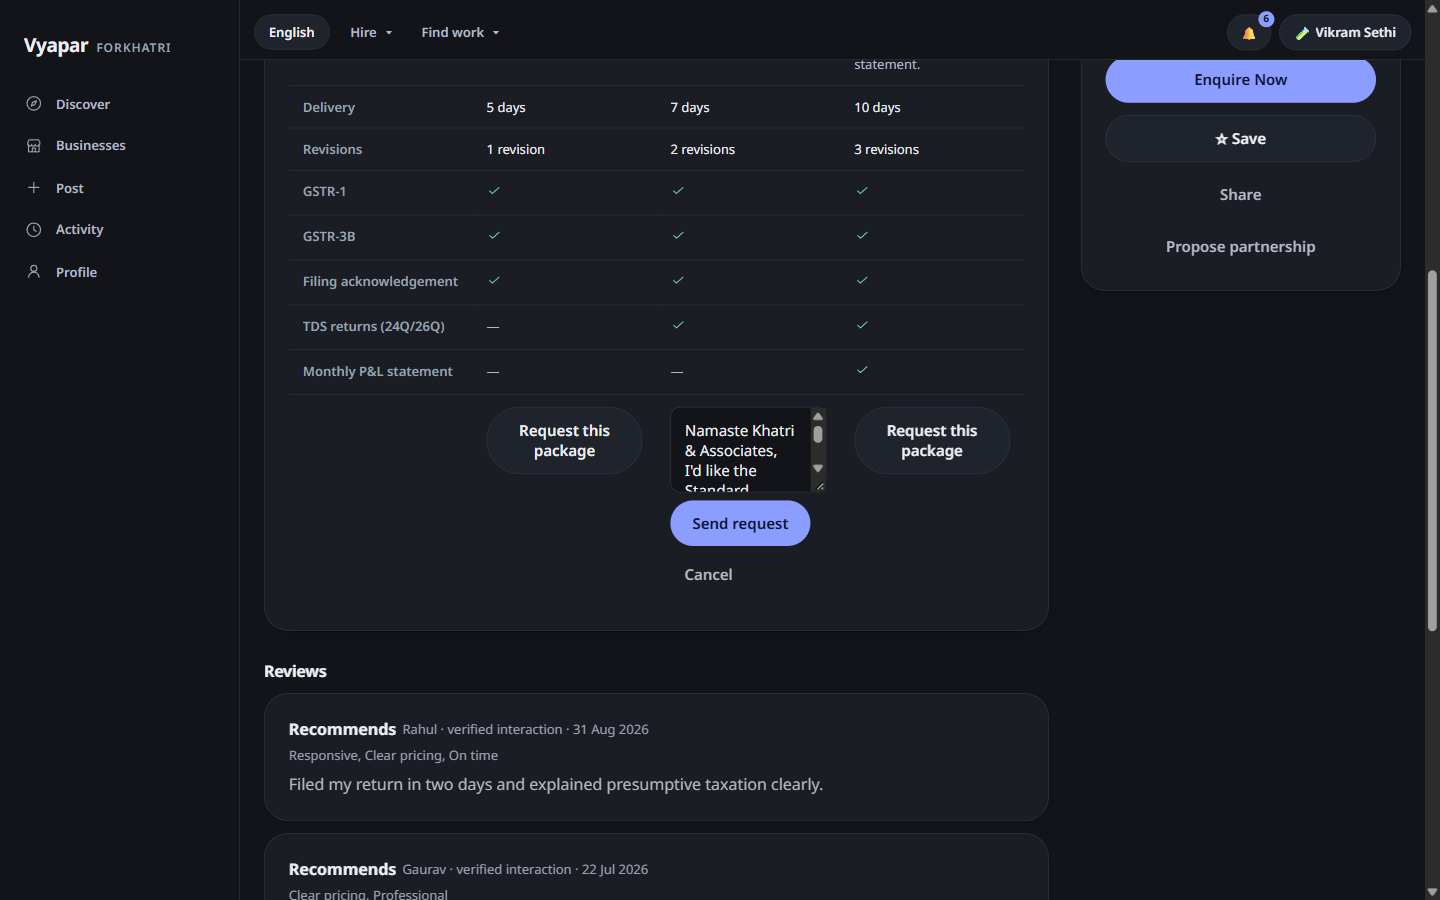 Vyapar FORKHATRI
Discover
Businesses
Post
Activity
Profile
English
Hire
Find work
6
Vikram Sethi
statement.
Delivery 5 days 7 days 10 days
Revisions 1 revision 2 revisions 3 revisions
GSTR-1 ✓ ✓ ✓
GSTR-3B ✓ ✓ ✓
Filing acknowledgement ✓ ✓ ✓
TDS returns (24Q/26Q) — ✓ ✓
Monthly P&L statement — — ✓
Request this
package
Namaste Khatri
& Associates,
I'd like the
Standard
Send request
Cancel
Request this
package
Enquire Now
☆ Save
Share
Propose partnership
Reviews
Recommends Rahul · verified interaction · 31 Aug 2026
Responsive, Clear pricing, On time
Filed my return in two days and explained presumptive taxation clearly.
Recommends Gaurav · verified interaction · 22 Jul 2026
Clear pricing, Professional